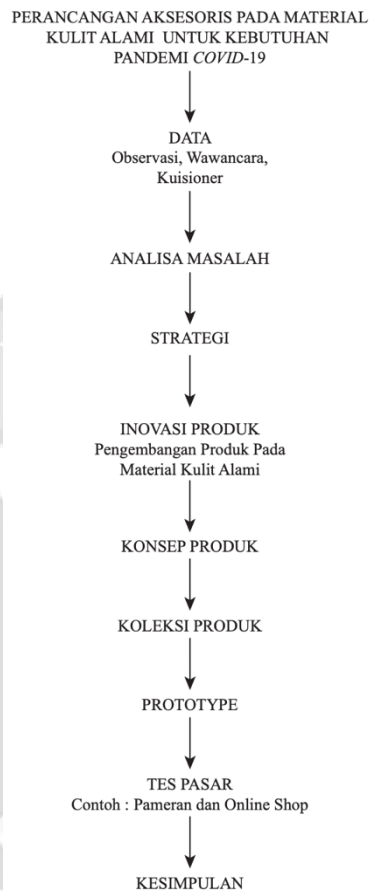 PERANCANGAN AKSESORIS PADA MATERIAL
KULIT ALAMI UNTUK KEBUTUHAN
PANDEMI COVID-19
DATA
Observasi, Wawancara,
Kuisioner
ANALISA MASALAH
STRATEGI
INOVASI PRODUK
Pengembangan Produk Pada
Material Kulit Alami
KONSEP PRODUK
KOLEKSI PRODUK
PROTOTYPE
TES PASAR
Contoh : Pameran dan Online Shop
KESIMPULAN